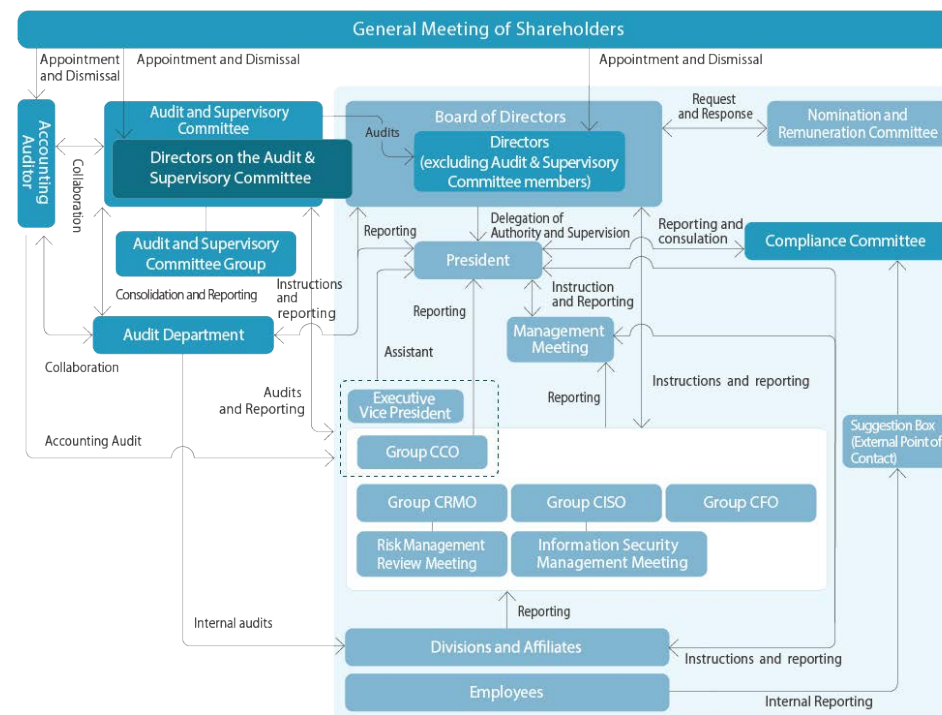 General Meeting of Shareholders
Appointment
and Dismissal
Appointment and Dismissal
Appointment and Dismissal
Accounting
Auditor
Audit and Supervisory
Committee
Directors on the Audit &
Supervisory Committee
Audits
Board of Directors
Directors
(excluding Audit & Supervisory
Committee members)
Request
and Response
Nomination and
Remuneration Committee
Collaboration
Audit and Supervisory
Committee Group
Reporting
Delegation of
Authority and Supervision
Reporting and
consulation
Compliance Committee
President
Consolidation and Reporting
Instructions
and
reporting
Reporting
Instruction
and Reporting
Audit Department
Management
Meeting
Collaboration
Assistant
Audits
and Reporting
Executive
Vice President
Reporting
Instructions and reporting
Accounting Audit
Group CCO
Suggestion Box
(External Point of
Contact)
Group CRMO
Group CISO
Group CFO
Risk Management
Review Meeting
Information Security
Management Meeting
Reporting
Internal audits
Divisions and Affiliates
Instructions and reporting
Employees
Internal Reporting